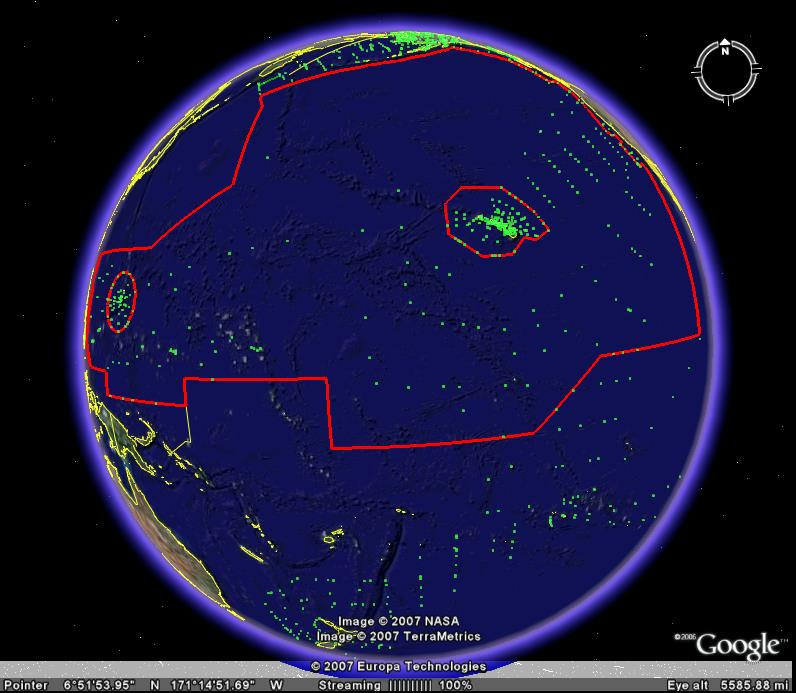 N
Image © 2007 NASA
Image © 2007 TerraMetrics
© 2007 Europa Technologies
©2006 Google™
Pointer 6°51'53.95" N 171°14'51.69" W Streaming |||||||||| 100% Eye alt 5585.88 mi